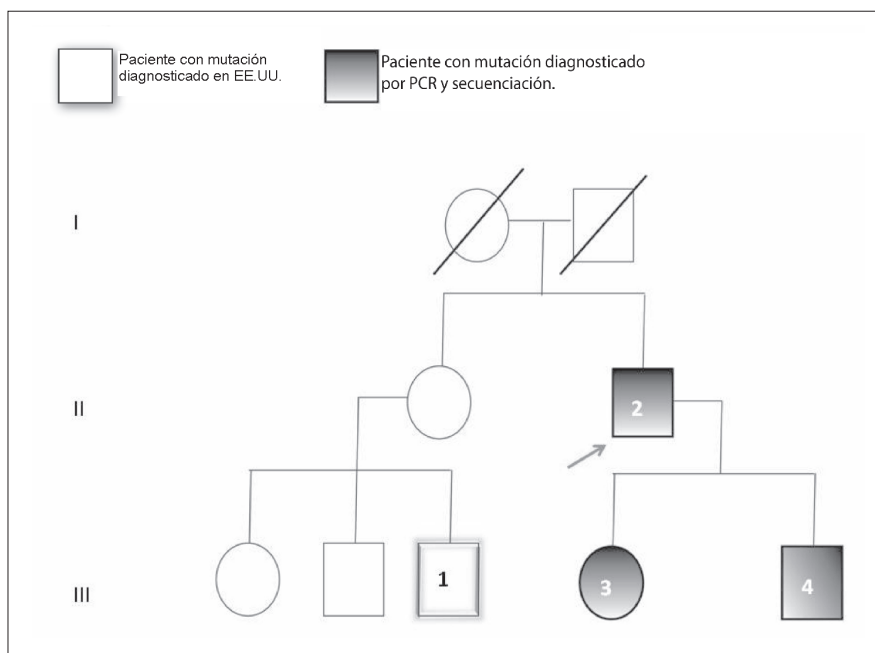 Paciente con mutación
diagnosticado en EE.UU.
Paciente con mutación diagnosticado
por PCR y secuenciación.
I
II
2
III
1
3
4